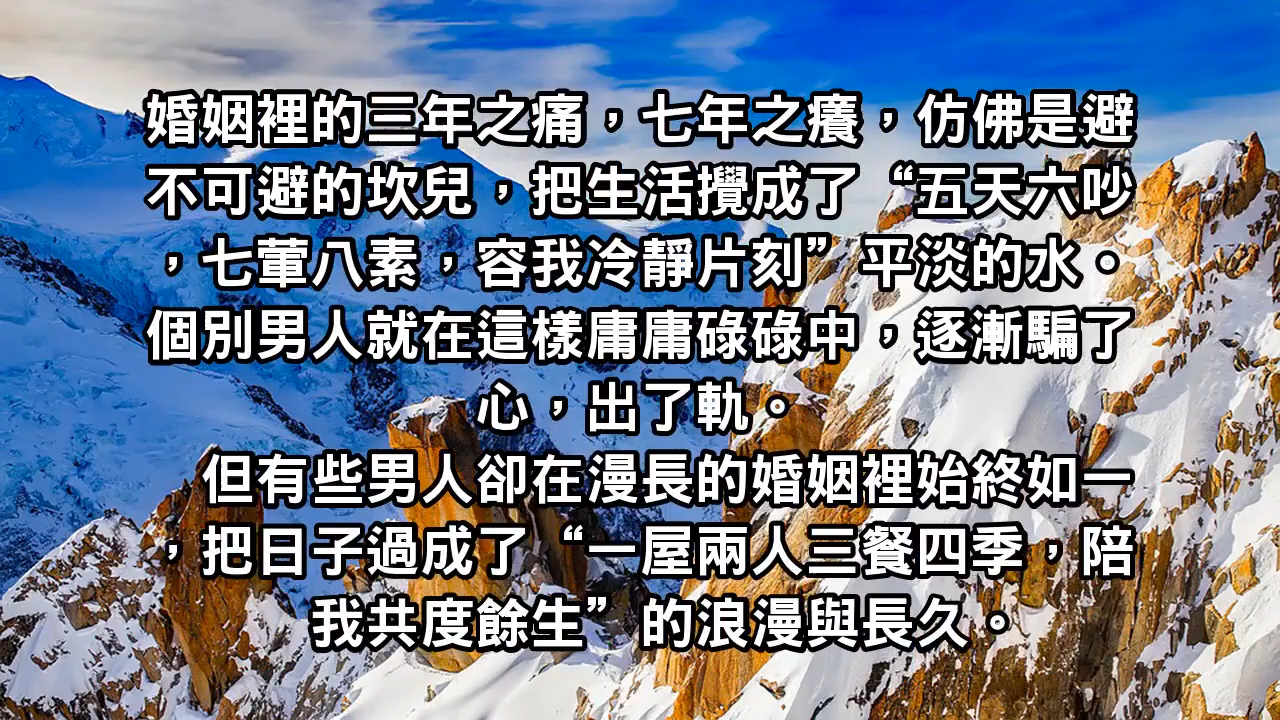 婚姻裡的三年之痛，七年之癢，仿佛是避
不可避的坎兒，把生活攪成了“五天六吵
，七葷八素，容我冷靜片刻”平淡的水。
個別男人就在這樣庸庸碌碌中，逐漸騙了
心，出了軌。
但有些男人卻在漫長的婚姻裡始終如一
，把日子過成了“一屋兩人三餐四季，陪
我共度餘生”的浪漫與長久。